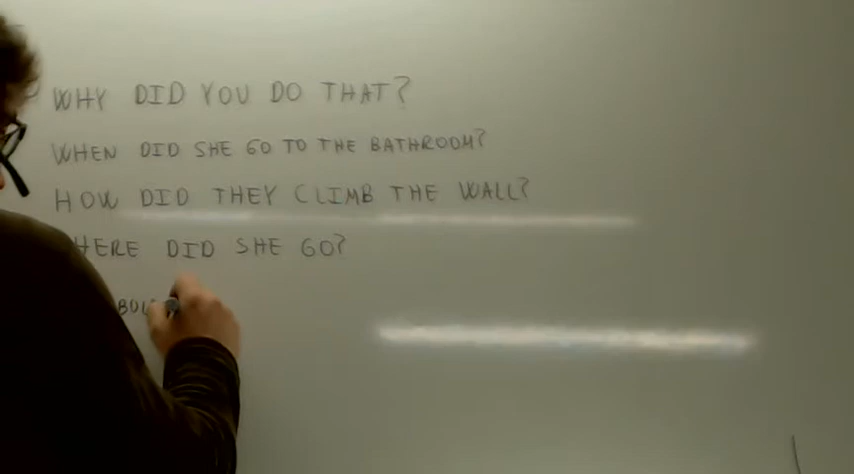 WHY DID YOU DO THAT?
WHEN DID SHE GO TO THE BATHROOM?
HOW DID THEY CLIMB THE WALL?
DID SHE GO?